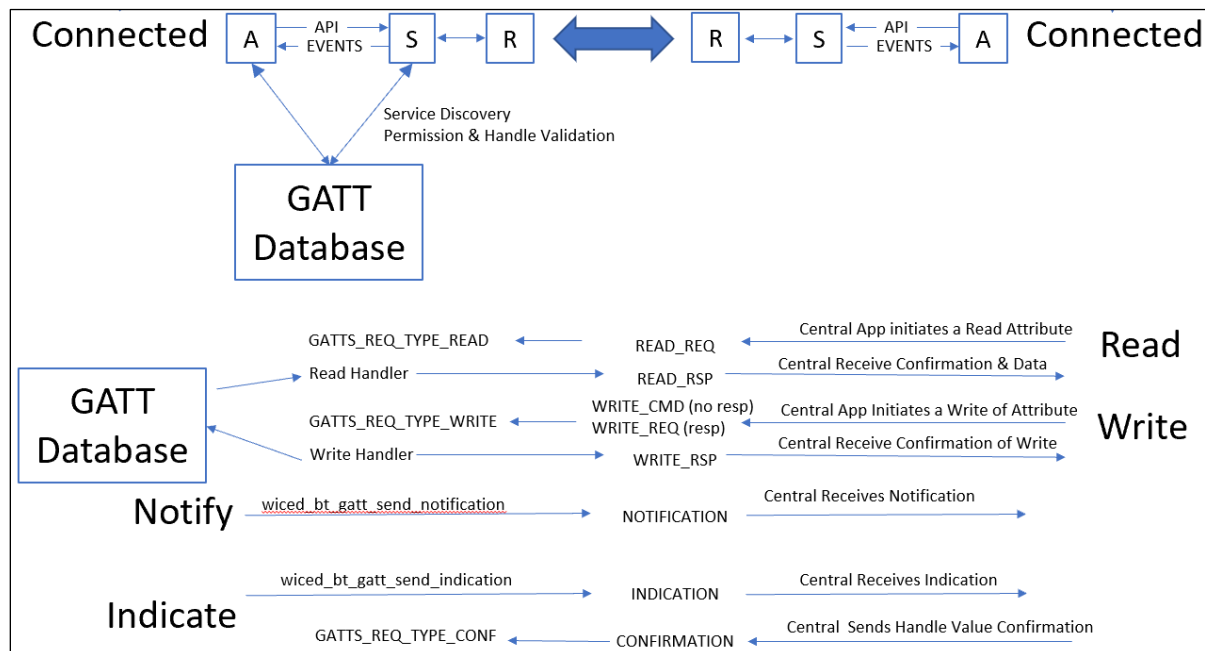 Connected
A
API
EVENTS
S
R
R
S
API
EVENTS
A
Connected
Service Discovery
Permission & Handle Validation
GATT
Database
GATTS_REQ_TYPE_READ
READ_REQ
Central App initiates a Read Attribute
Read
Read Handler
READ_RSP
Central Receive Confirmation & Data
GATT
Database
GATTS_REQ_TYPE_WRITE
WRITE_CMD (no resp)
WRITE_REQ (resp)
Central App Initiates a Write of Attribute
Write
Write Handler
WRITE_RSP
Central Receive Confirmation of Write
Notify
wiced_bt_gatt_send_notification
NOTIFICATION
Central Receives Notification
Indicate
wiced_bt_gatt_send_indication
INDICATION
Central Receives Indication
GATTS_REQ_TYPE_CONF
CONFIRMATION
Central Sends Handle Value Confirmation